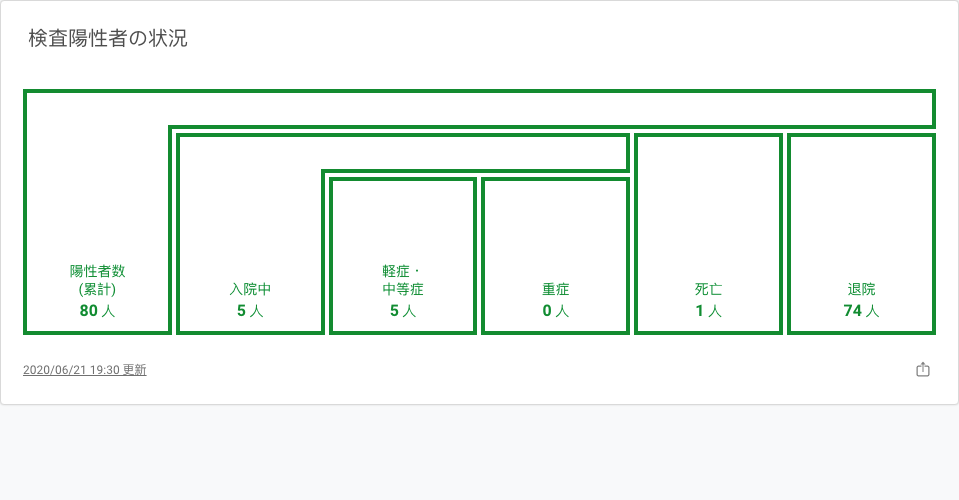 検査陽性者の状況
陽性者数
(累計)
80 人
入院中
5 人
軽症・
中等症
5 人
重症
0 人
死亡
1 人
退院
74 人
2020/06/21 19:30 更新